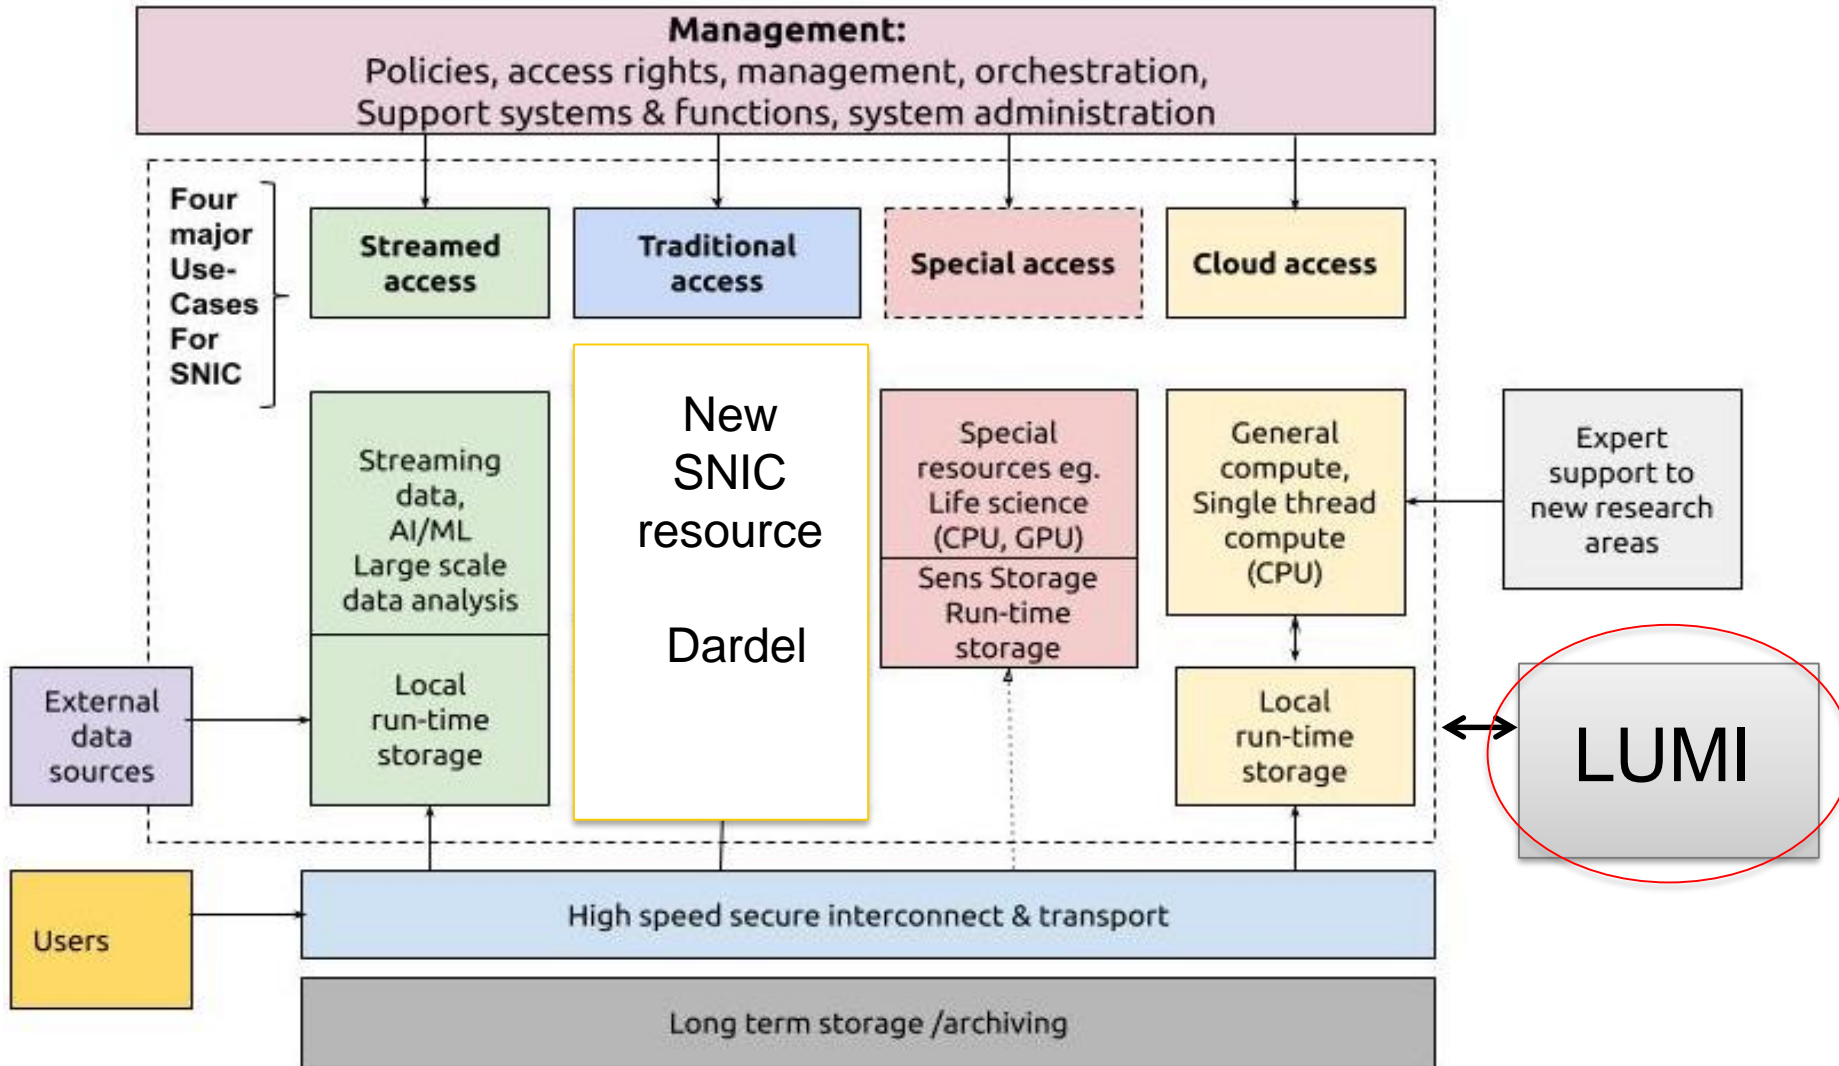 Management:
Policies, access rights, management, orchestration,
Support systems & functions, system administration
Four
major
Use-
Cases
For
SNIC
Streamed
access
Traditional
access
Special access
Cloud access
Streaming
data,
AI/ML
Large scale
data analysis
Local
run-time
storage
New
SNIC
resource
Dardel
Special
resources eg.
Life science
(CPU, GPU)
Sens Storage
Run-time
storage
General
compute,
Single thread
compute
(CPU)
Local
run-time
storage
Expert
support to
new research
areas
External
data
sources
LUMI
Users
High speed secure interconnect & transport
Long term storage /archiving